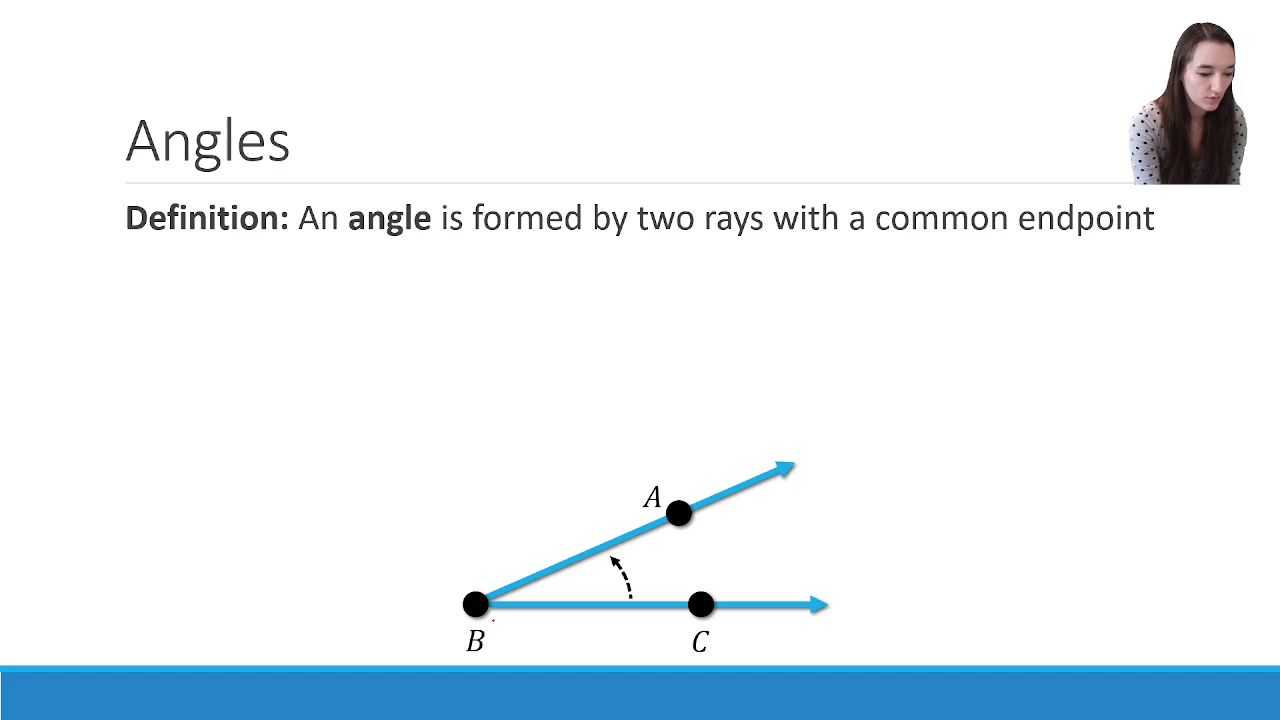 Angles
Definition: An angle is formed by two rays with a common endpoint
A
B
C